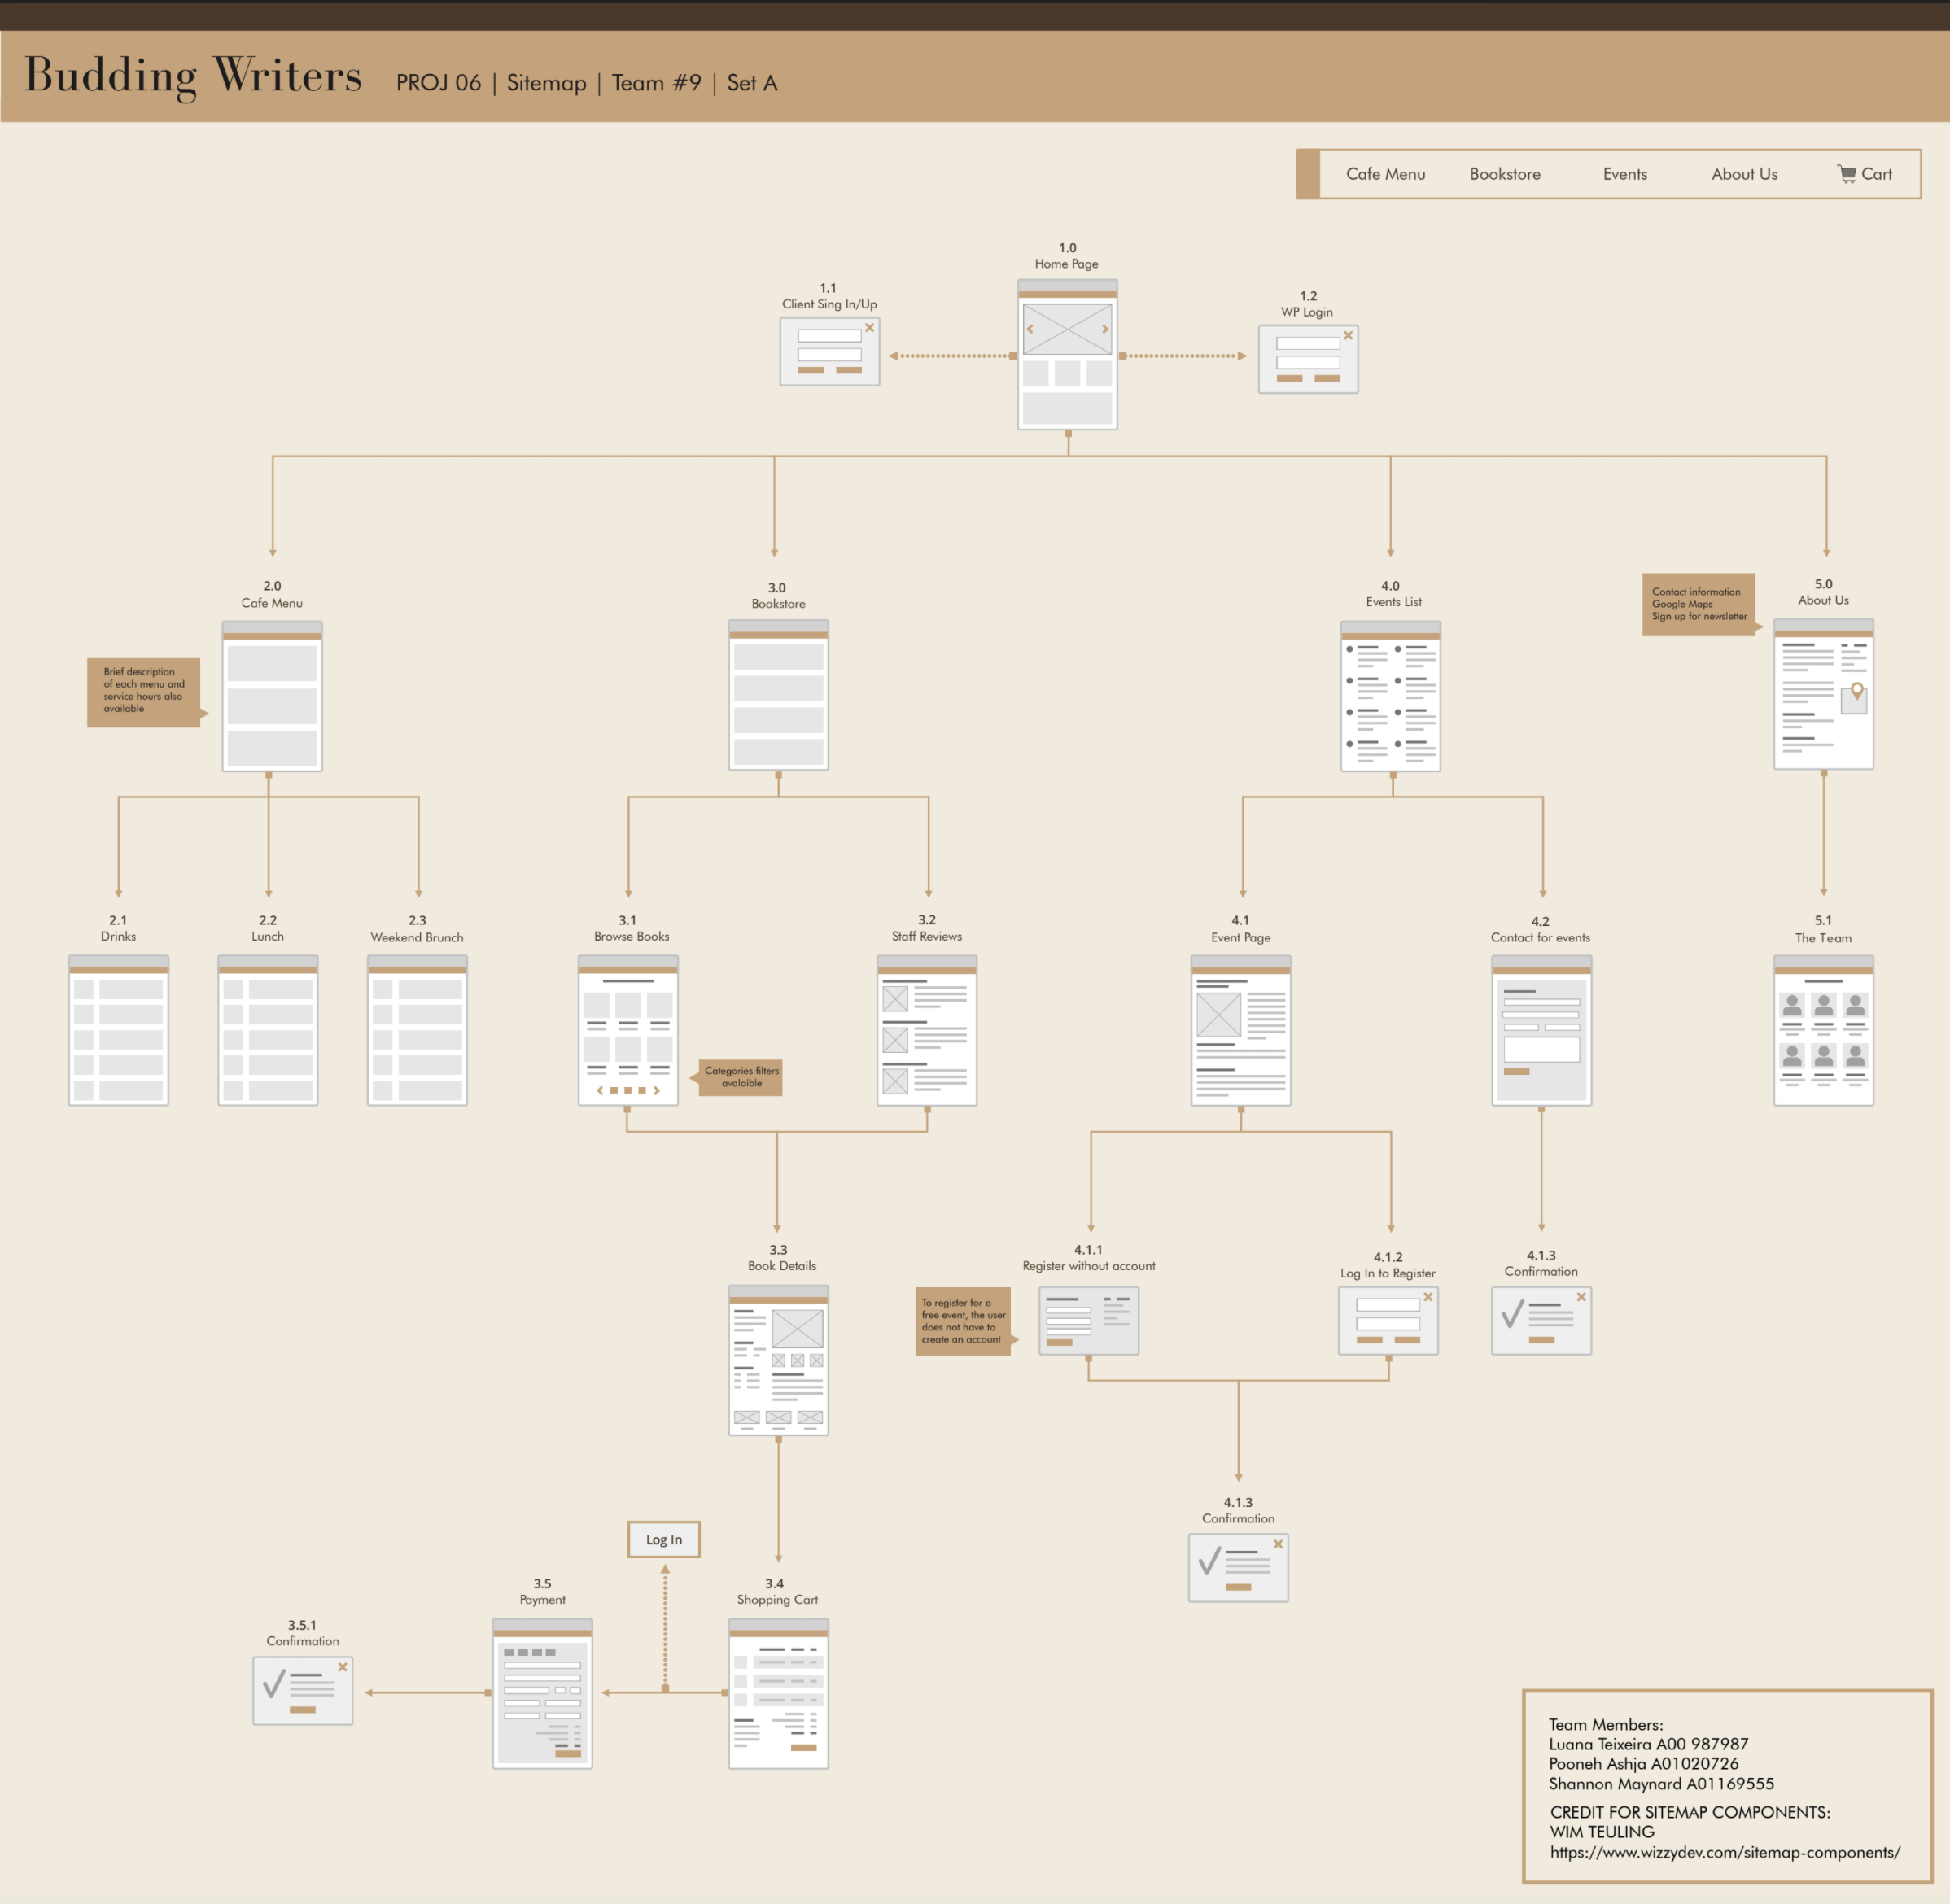 Budding Writers PROJ 06 | Sitemap | Team #9 | Set A
Cafe Menu Bookstore Events About Us Cart
1.0
Home Page
1.1
Client Sing In/Up
1.2
WP Login
2.0
Cafe Menu
Brief description
of each menu and
service hours also
available
3.0
Bookstore
4.0
Events List
Contact information
Google Maps
Sign up for newsletter
5.0
About Us
2.1
Drinks
2.2
Lunch
2.3
Weekend Brunch
3.1
Browse Books
Categories filters
avalaible
3.2
Staff Reviews
4.1
Event Page
4.2
Contact for events
5.1
The Team
3.3
Book Details
4.1.1
Register without account
To register for a
free event, the user
does not have to
create an account
4.1.2
Log In to Register
4.1.3
Confirmation
4.1.3
Confirmation
Log In
3.4
Shopping Cart
3.5
Payment
3.5.1
Confirmation
Team Members:
Luana Teixeira A00 987987
Pooneh Ashja A01020726
Shannon Maynard A01169555
CREDIT FOR SITEMAP COMPONENTS:
WIM TEULING
https://www.wizzydev.com/sitemap-components/